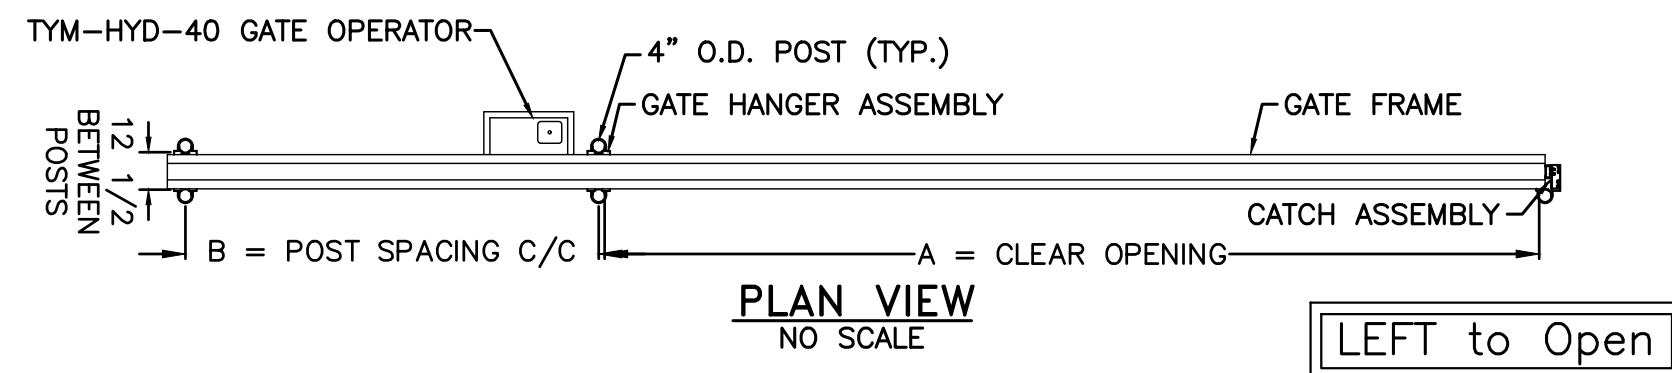 TYM-HYD-40 GATE OPERATOR
4" O.D. POST (TYP.)
GATE HANGER ASSEMBLY
GATE FRAME
12 1/2
BETWEEN
POSTS
CATCH ASSEMBLY
B = POST SPACING C/C
A = CLEAR OPENING
PLAN VIEW
NO SCALE
LEFT to Open